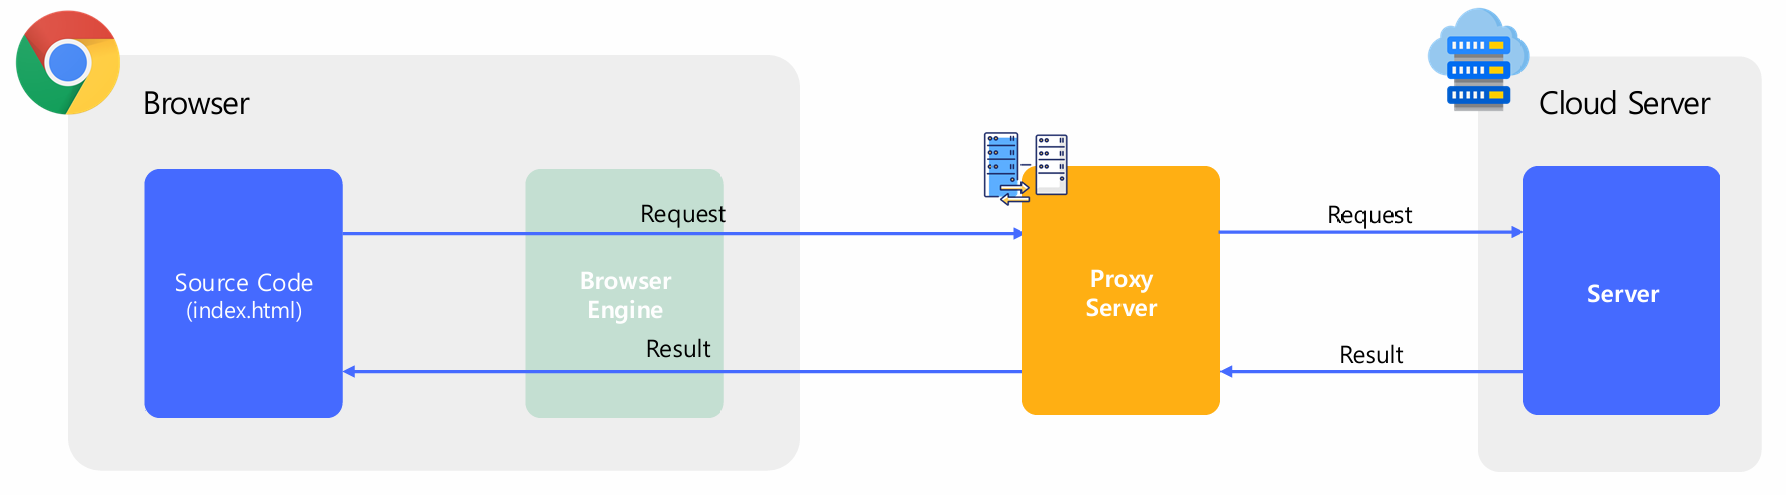 Browser
Cloud Server
Source Code
(index.html)
Browser
Engine
Request
Result
Proxy
Server
Request
Result
Server